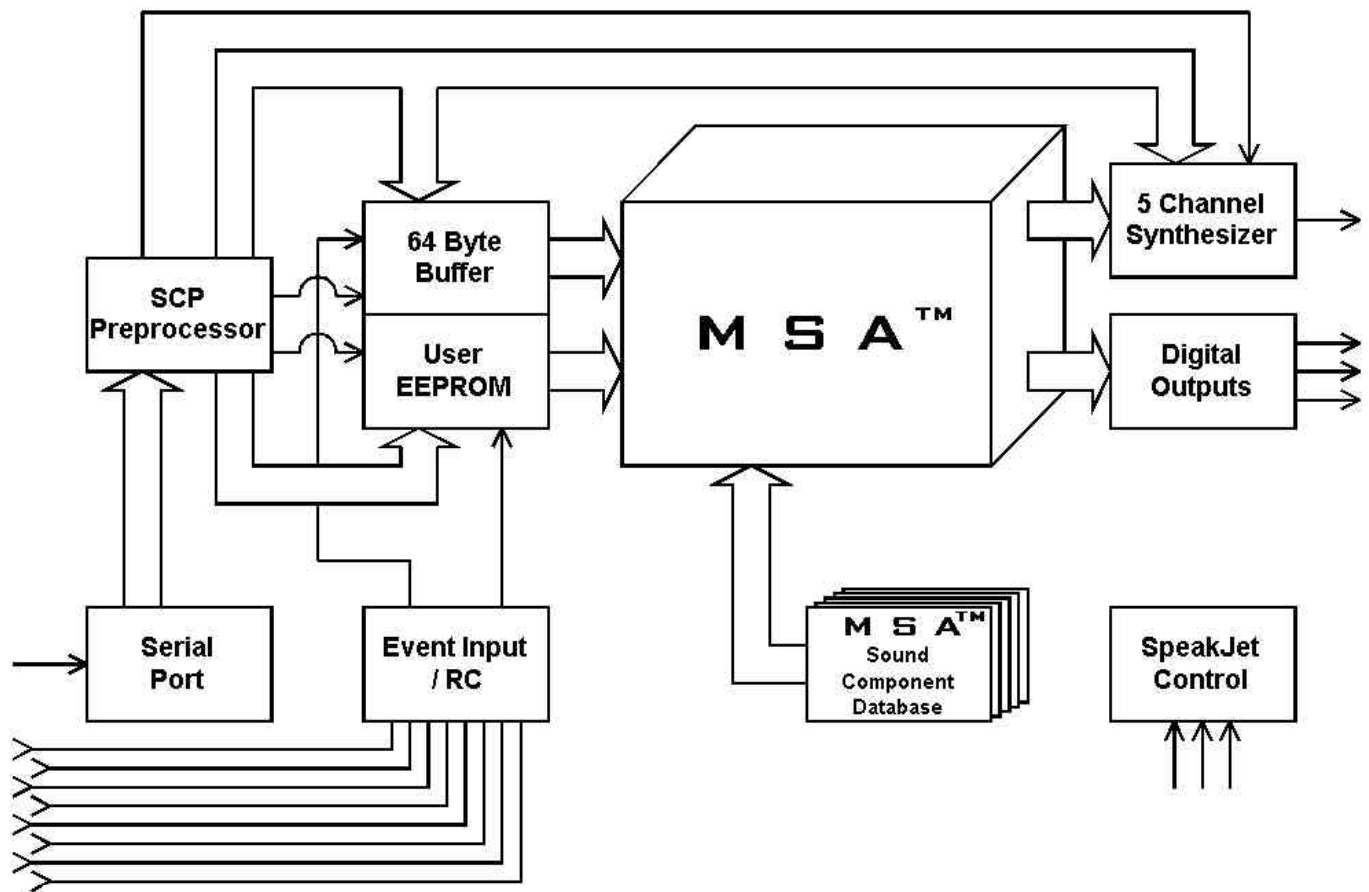 64 Byte
Buffer
5 Channel
Synthesizer
SCP
Preprocessor
M S A™
User
EEPROM
Digital
Outputs
Serial
Port
Event Input
/ RC
M S A™
Sound
Component
Database
SpeakJet
Control